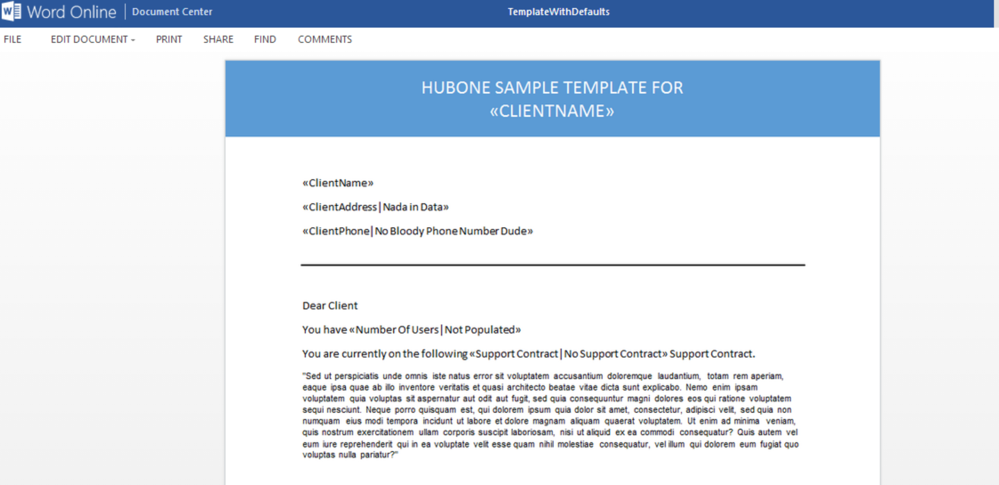 Word Online | Document Center
TemplateWithDefaults
FILE EDIT DOCUMENT PRINT SHARE FIND COMMENTS
HUBONE SAMPLE TEMPLATE FOR
«CLIENTNAME»
«ClientName»
«ClientAddress|Nada in Data»
«ClientPhone|No Bloody Phone Number Dude»
Dear Client
You have «Number Of Users|Not Populated»
You are currently on the following «Support Contract|No Support Contract» Support Contract.
"Sed ut perspiciatis unde omnis iste natus error sit voluptatem accusantium doloremque laudantium, totam rem aperiam,
eaque ipsa quae ab illo inventore veritatis et quasi architecto beatae vitae dicta sunt explicabo. Nemo enim ipsam
voluptatem quia voluptas sit aspernatur aut odit aut fugit, sed quia consequuntur magni dolores eos qui ratione voluptatem
sequi nesciunt. Neque porro quisquam est, qui dolorem ipsum quia dolor sit amet, consectetur, adipisci velit, sed quia non
numquam eius modi tempora incidunt ut labore et dolore magnam aliquam quaerat voluptatem. Ut enim ad minima veniam,
quis nostrum exercitationem ullam corporis suscipit laboriosam, nisi ut aliquid ex ea commodi consequatur? Quis autem vel
eum iure reprehenderit qui in ea voluptate velit esse quam nihil molestiae consequatur, vel illum qui dolorem eum fugiat quo
voluptas nulla pariatur?"